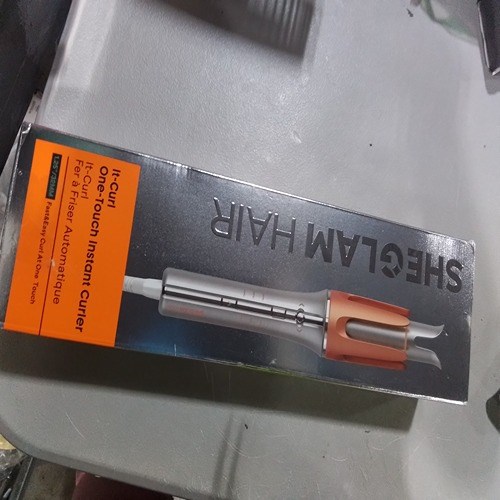 SHEGLAM HAIR
It-Curl
One-Touch Instant Curler
It-Curl
Fer à Friser Automatique
Fast&Easy Curl At One Touch